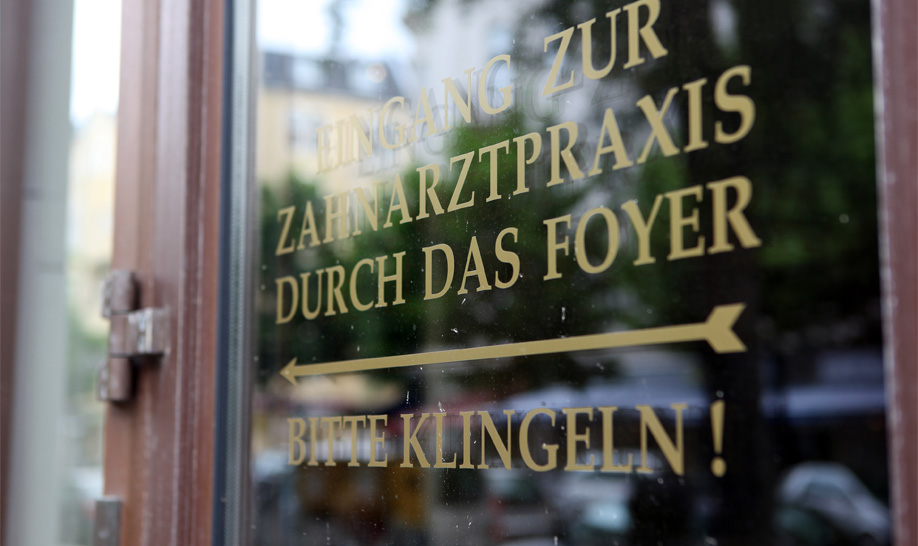 EINGANG ZUR
ZAHNARZTPRAXIS
DURCH DAS FOYER
BITTE KLINGELN !